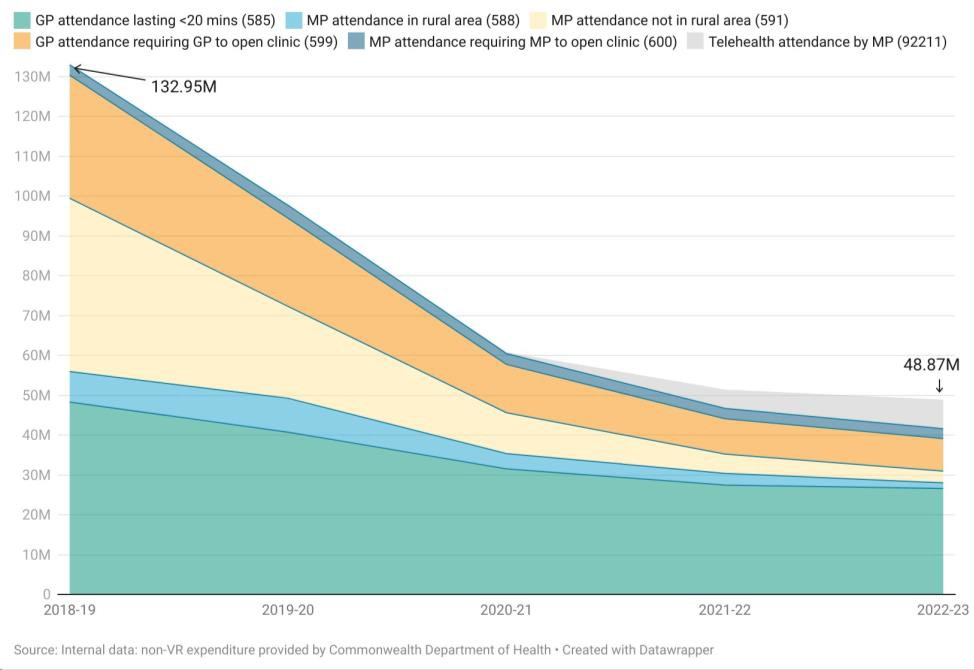 GP attendance lasting <20 mins (585) MP attendance in rural area (588) MP attendance not in rural area (591)
GP attendance requiring GP to open clinic (599) MP attendance requiring MP to open clinic (600) Telehealth attendance by MP (92211)
130M
132.95M
120M
110M
100M
90M
80M
70M
60M
48.87M
50M
40M
30M
20M
10M
0
2018-19 2019-20 2020-21 2021-22 2022-23
Source: Internal data: non-VR expenditure provided by Commonwealth Department of Health • Created with Datawrapper